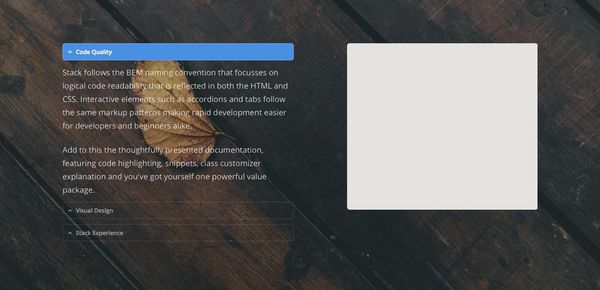 Code Quality
Stack follows the BEM naming convention that focusses on
logical code readability that is reflected in both the HTML and
CSS. Interactive elements such as accordions and tabs follow
the same markup patterns making rapid development easier
for developers and beginners alike.
Add to this the thoughtfully presented documentation,
featuring code highlighting, snippets, class customizer
explanation and you've got yourself one powerful value
package.
Visual Design
Stack Experience